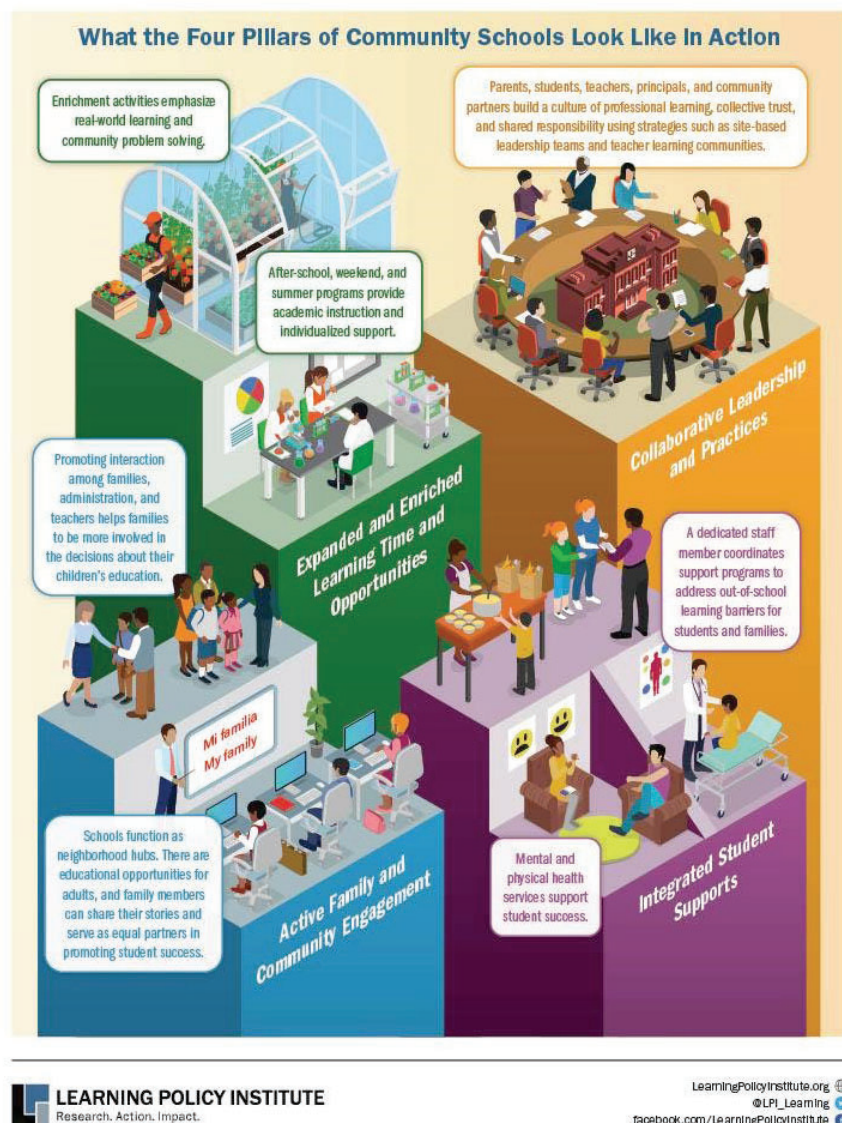 What the Four Pillars of Community Schools Look Like in Action
Enrichment activities emphasize
real-world learning and
community problem solving.
Parents, students, teachers, principals, and community
partners build a culture of professional learning, collective trust,
and shared responsibility using strategies such as site-based
leadership teams and teacher learning communities.
After-school, weekend, and
summer programs provide
academic instruction and
individualized support.
Collaborative Leadership
and Practices
Expanded and Enriched
Learning Time and
Opportunities
Promoting interaction
among families,
administration, and
teachers helps families
to be more involved in
the decisions about their
children's education.
A dedicated staff
member coordinates
support programs to
address out-of-school
learning barriers for
students and families.
Mi familia
My family
Schools function as
neighborhood hubs. There are
educational opportunities for
adults, and family members
can share their stories and
serve as equal partners in
promoting student success.
Active Family and
Community Engagement
Mental and
physical health
services support
student success.
Integrated Student
Supports
LEARNING POLICY INSTITUTE
Research. Action. Impact.
LearningPolicyInstitute.org
@LPI_Learning
facebook.com/LearningPolicyInstitute